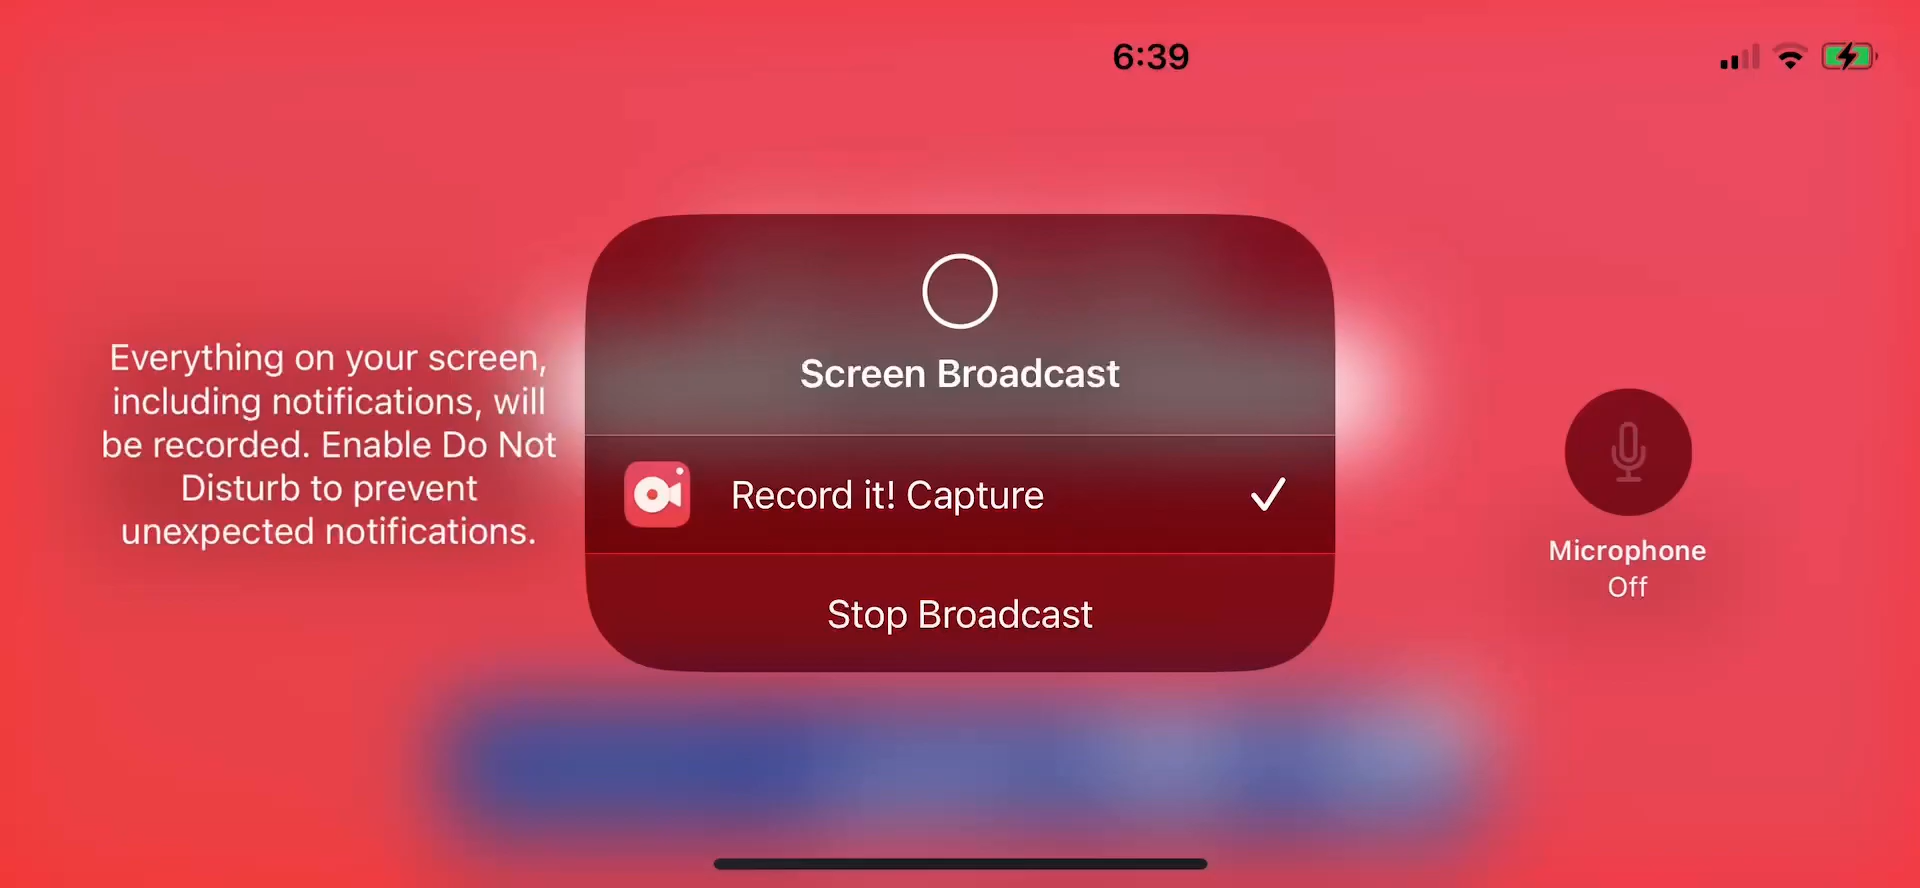 6:39
Everything on your screen,
including notifications, will
be recorded. Enable Do Not
Disturb to prevent
unexpected notifications.
Screen Broadcast
Record it! Capture
Stop Broadcast
Microphone
Off